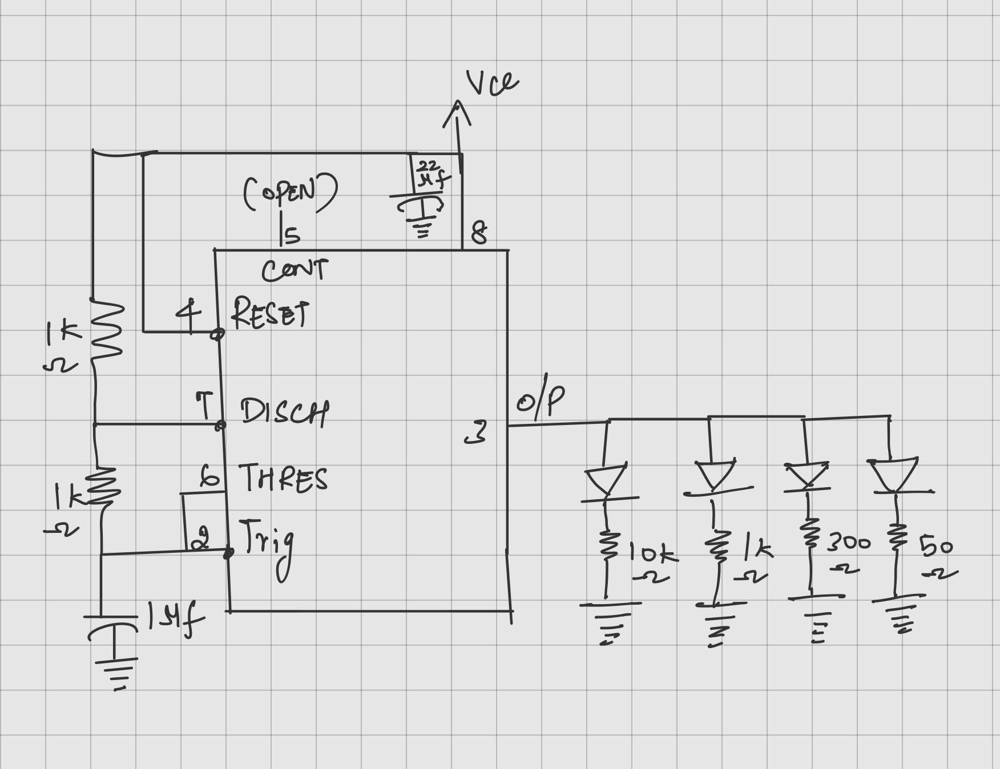 Vcc
22
μf
(OPEN)
5
8
CONT
4
RESET
1K
Ω
7
DISCH
O/P
3
6
THRES
1K
Ω
2
Trig
10K
Ω
1K
Ω
300
Ω
50
Ω
1μf